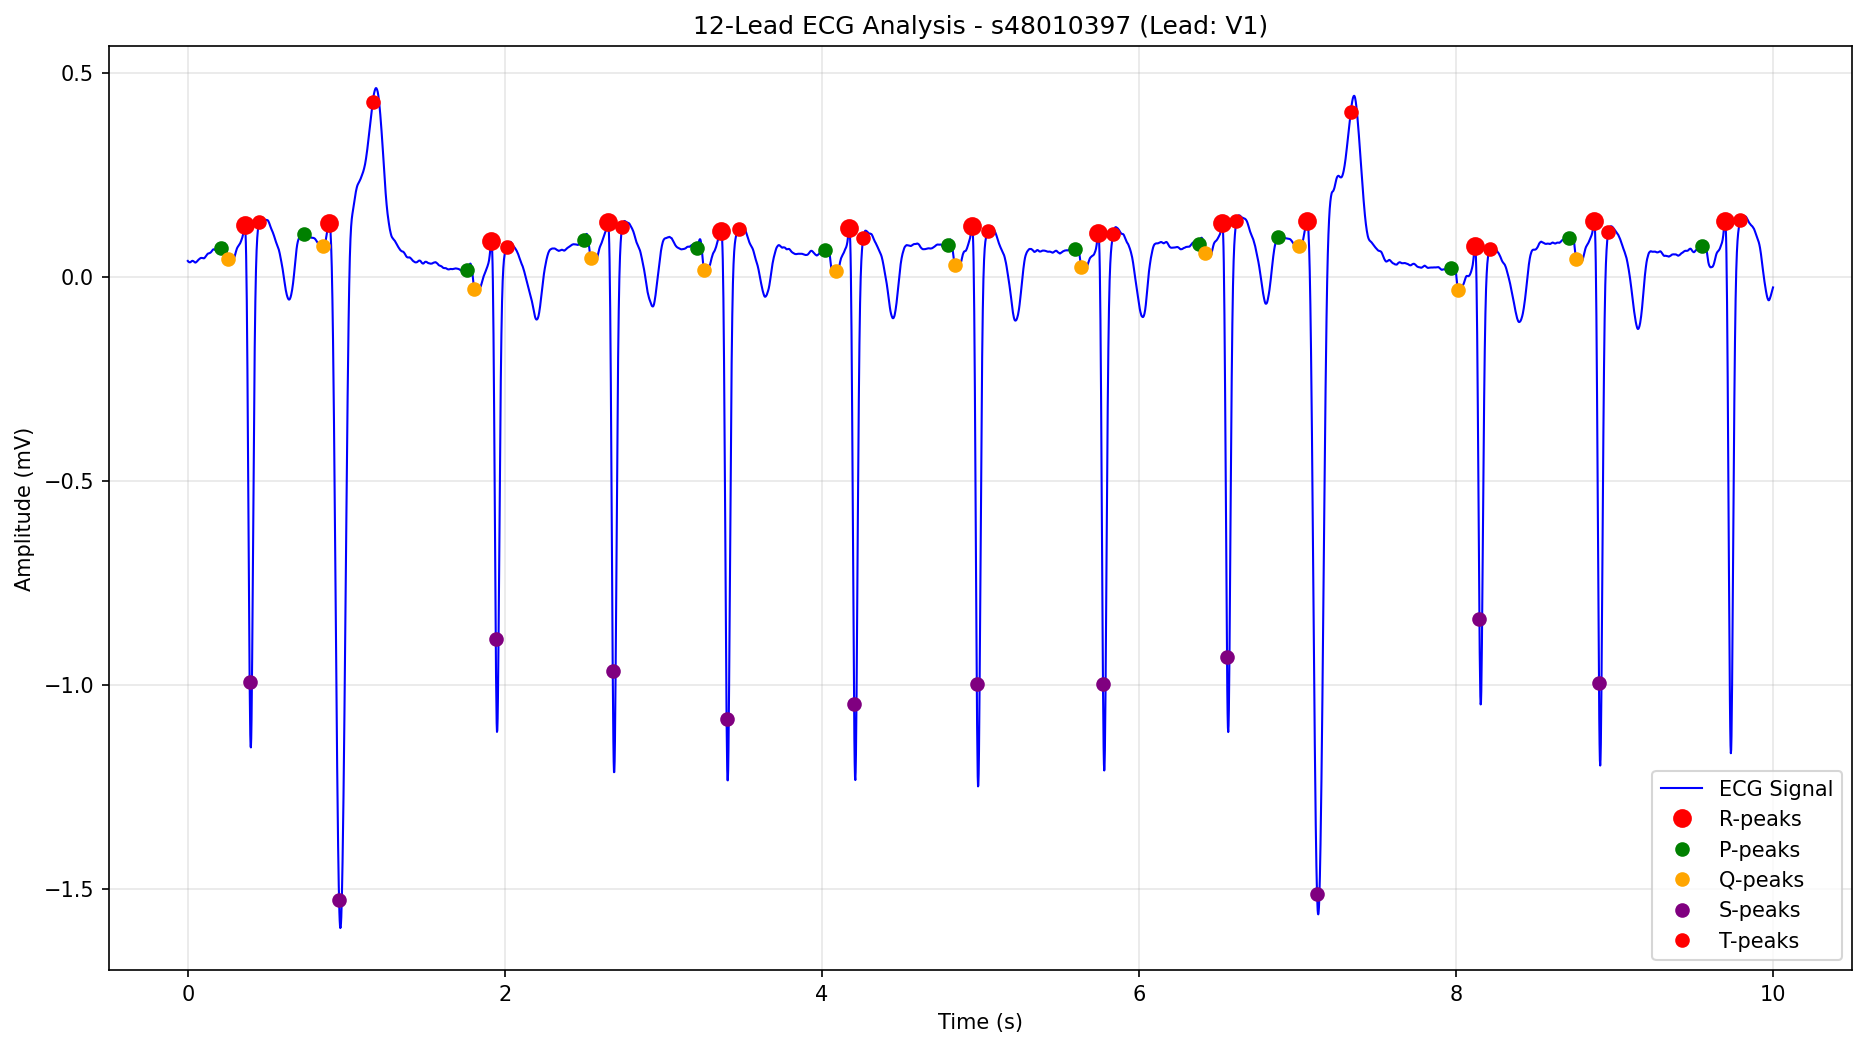 12-Lead ECG Analysis - s48010397 (Lead: V1)
Amplitude (mV)
0.5
0.0
−0.5
−1.0
−1.5
0
2
4
6
8
10
Time (s)
ECG Signal
R-peaks
P-peaks
Q-peaks
S-peaks
T-peaks